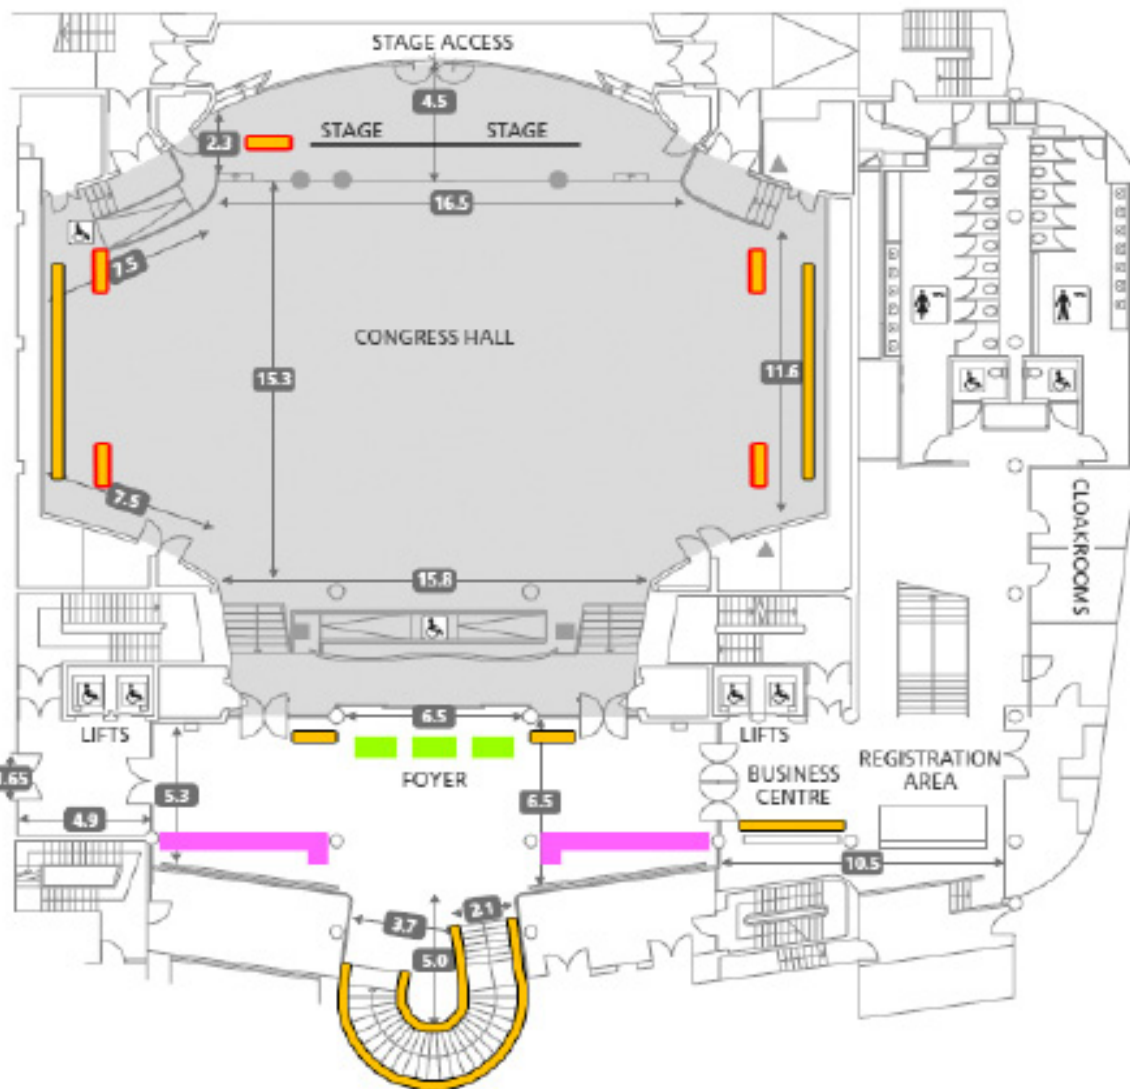 STAGE ACCESS
4.5
2.3
STAGE STAGE
16.5
7.5
CONGRESS HALL
15.3
11.6
7.5
15.8
CLOAKROOMS
6.5
LIFTS
LIFTS
FOYER
BUSINESS
CENTRE
REGISTRATION
AREA
.65
5.3
6.5
4.9
10.5
3.7
2.1
5.0